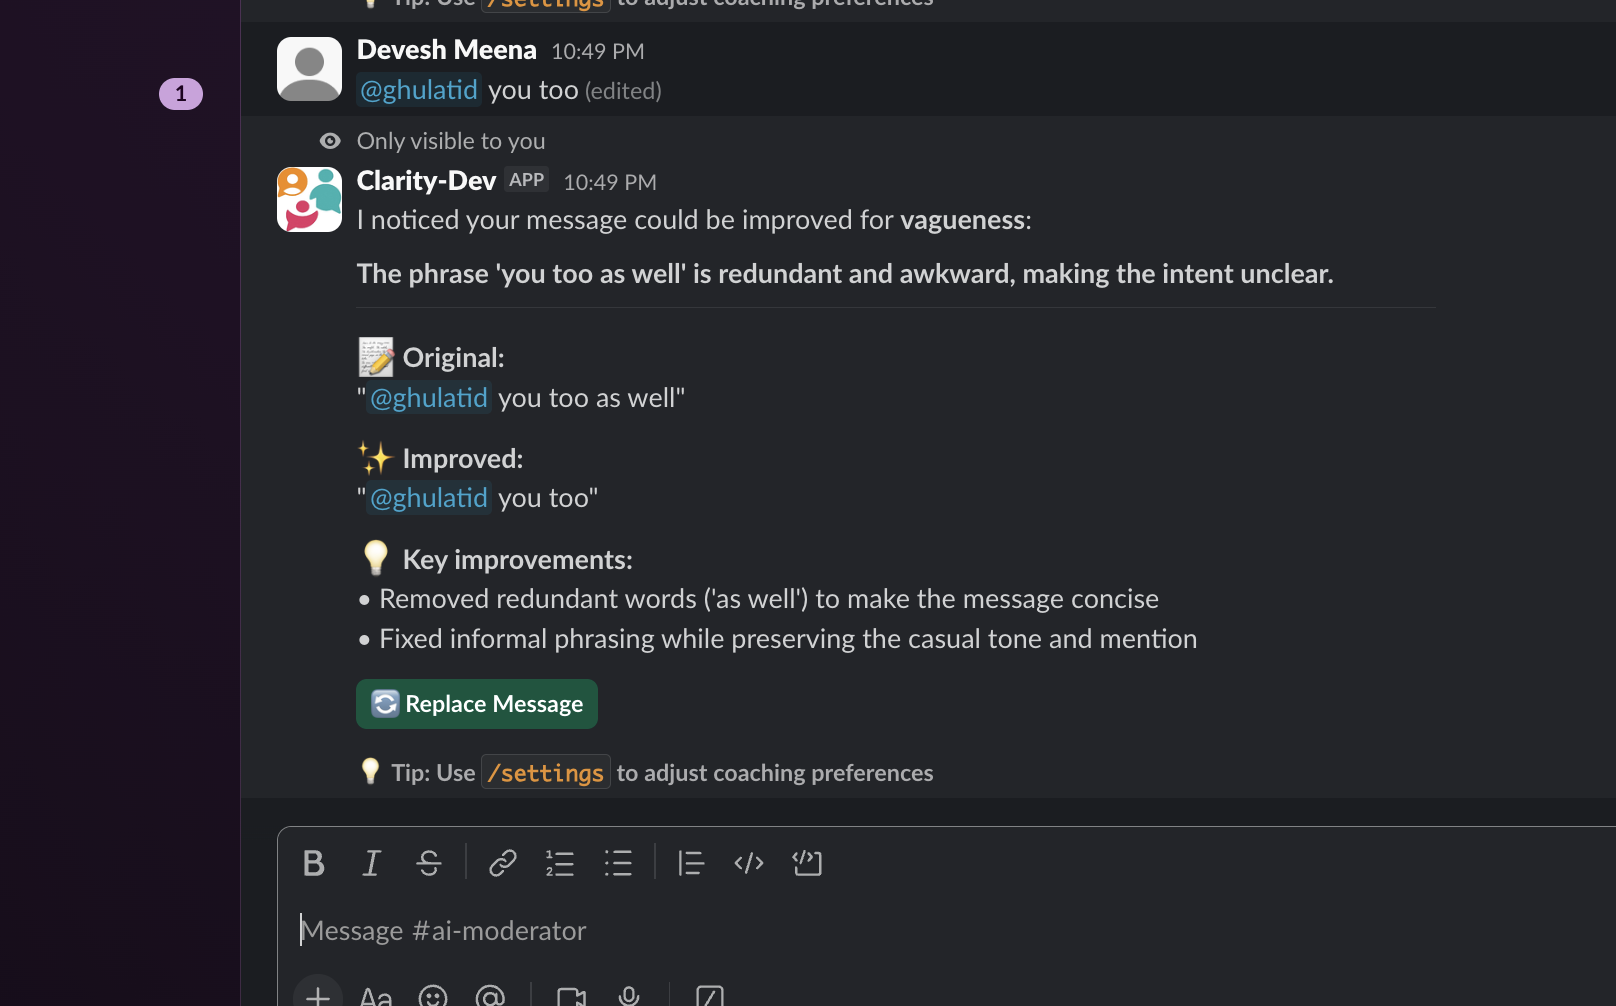 Tip: Use /settings to adjust coaching preferences
Devesh Meena 10:49 PM
1
@ghulatid you too (edited)
Only visible to you
Clarity-Dev APP 10:49 PM
I noticed your message could be improved for vagueness:
The phrase 'you too as well' is redundant and awkward, making the intent unclear.
Original:
"@ghulatid you too as well"
Improved:
"@ghulatid you too"
Key improvements:
• Removed redundant words ('as well') to make the message concise
• Fixed informal phrasing while preserving the casual tone and mention
Replace Message
Tip: Use /settings to adjust coaching preferences
Message #ai-moderator